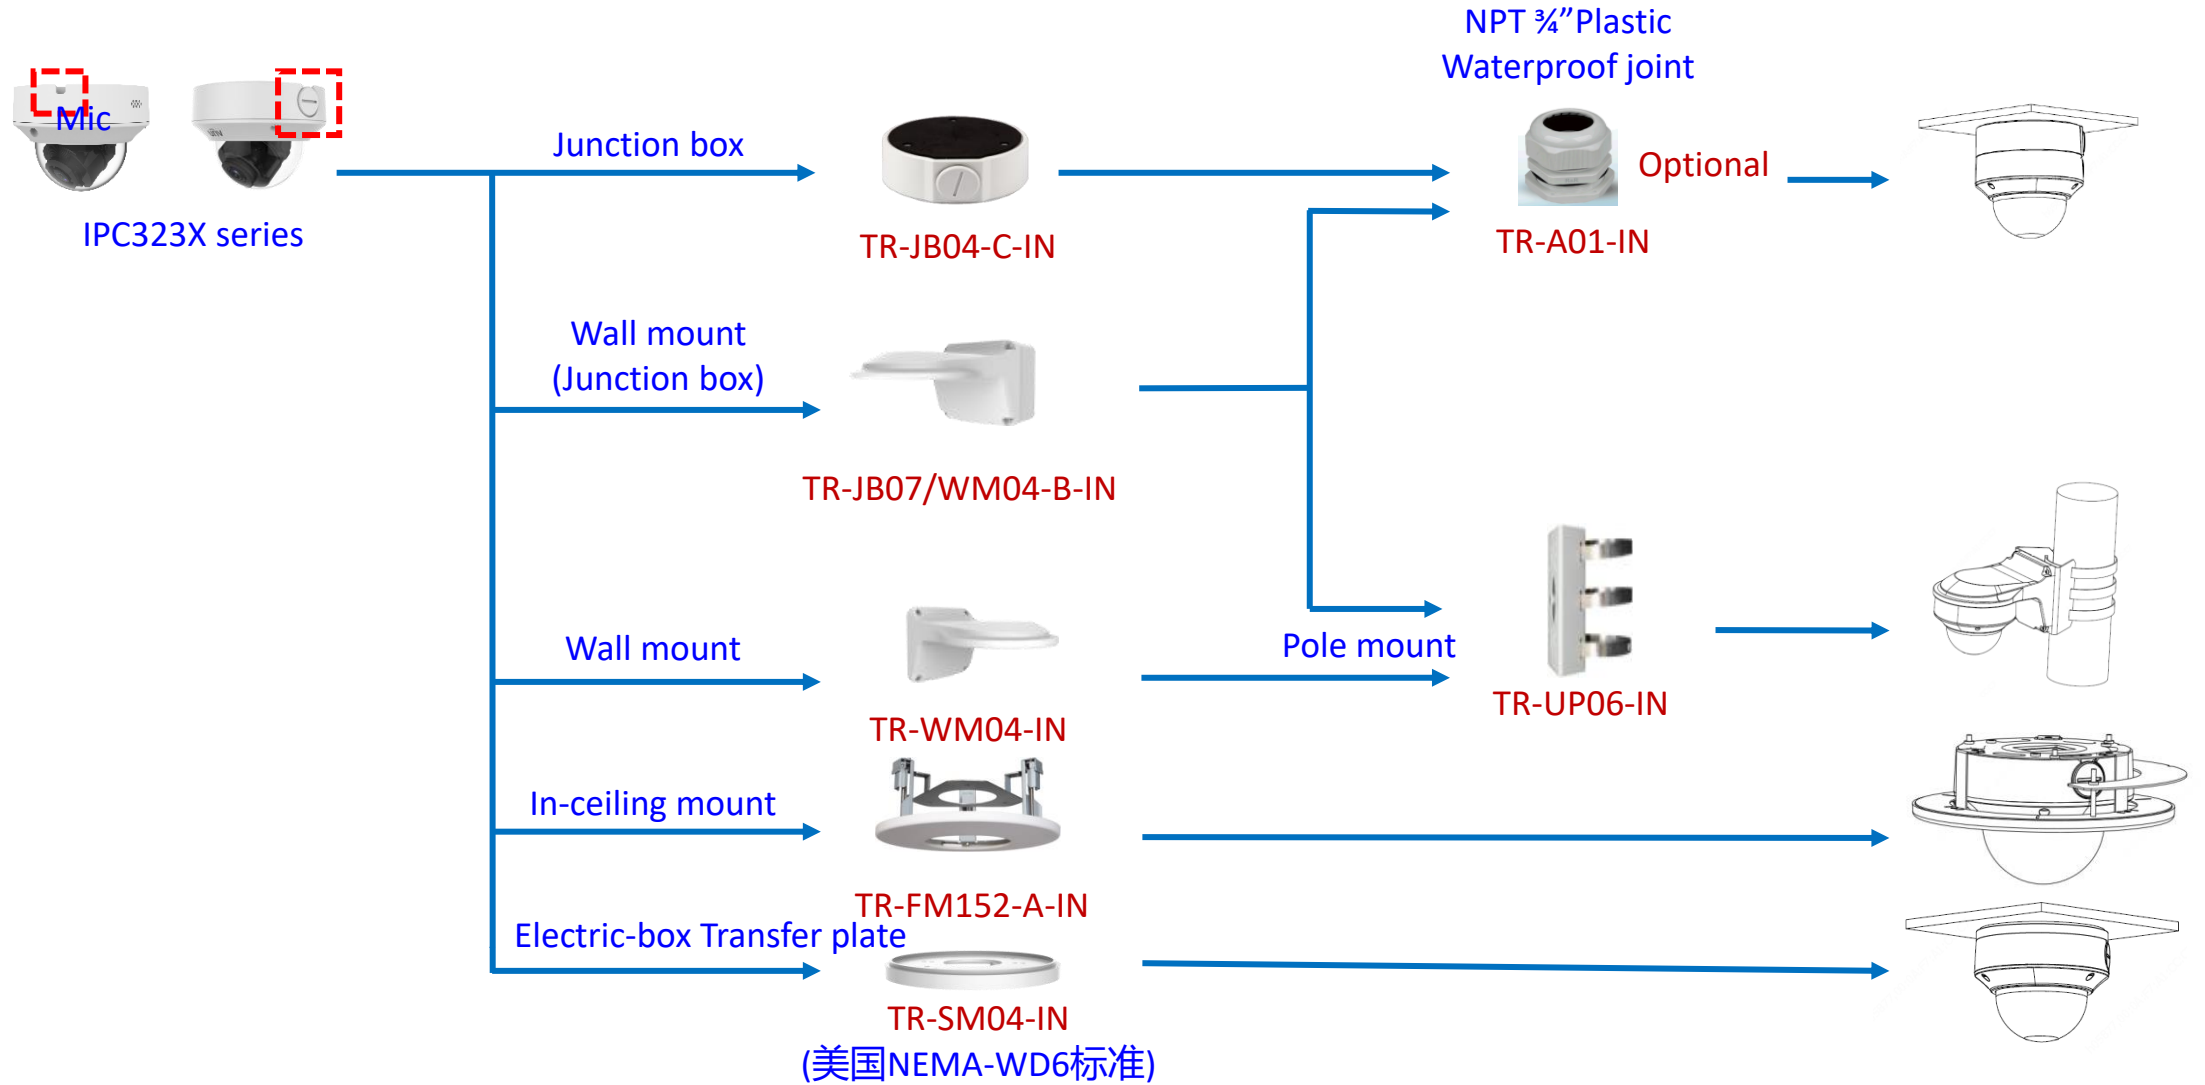 NPT ¾”Plastic
Waterproof joint
Mic
IPC323X series
Junction box
TR-JB04-C-IN
Optional
TR-A01-IN
Wall mount
(Junction box)
TR-JB07/WM04-B-IN
Wall mount
TR-WM04-IN
Pole mount
TR-UP06-IN
In-ceiling mount
TR-FM152-A-IN
Electric-box Transfer plate
TR-SM04-IN
(美国NEMA-WD6标准)